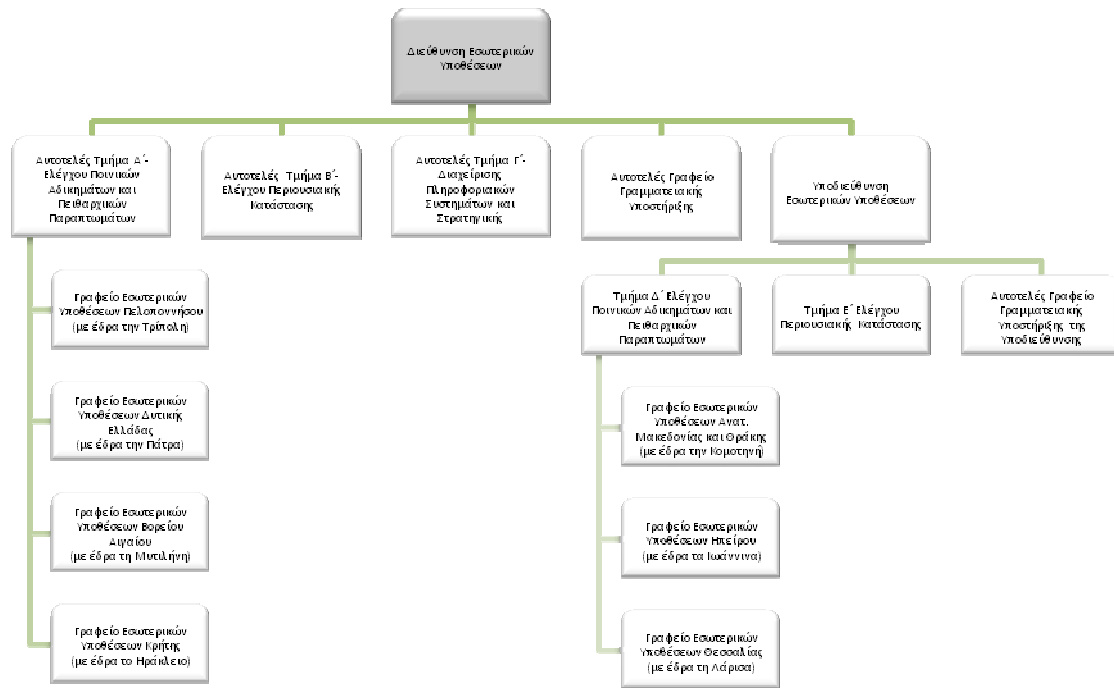 Διεύθυνση Εσωτερικών
Υποθέσεων
Αυτοτελές Τμήμα Α΄-
Ελέγχου Ποινικών
Αδικημάτων και
Πειθαρχικών
Παραπτωμάτων
Αυτοτελές Τμήμα Β΄-
Ελέγχου Περιουσιακής
Κατάστασης
Αυτοτελές Τμήμα Γ΄-
Διαχείρισης
Πληροφοριακών
Συστημάτων και
Στρατηγικής
Αυτοτελές Γραφείο
Γραμματειακής
Υποστήριξης
Υποδιεύθυνση
Εσωτερικών Υποθέσεων
Γραφείο Εσωτερικών
Υποθέσεων Πελοποννήσου
(με έδρα την Τρίπολη)
Γραφείο Εσωτερικών
Υποθέσεων Δυτικής
Ελλάδας
(με έδρα την Πάτρα)
Γραφείο Εσωτερικών
Υποθέσεων Βορείου
Αιγαίου
(με έδρα τη Μυτιλήνη)
Γραφείο Εσωτερικών
Υποθέσεων Κρήτης
(με έδρα το Ηράκλειο)
Τμήμα Δ΄ Ελέγχου
Ποινικών Αδικημάτων και
Πειθαρχικών
Παραπτωμάτων
Τμήμα Ε΄ Ελέγχου
Περιουσιακής Κατάστασης
Αυτοτελές Γραφείο
Γραμματειακής
Υποστήριξης της
Υποδιεύθυνσης
Γραφείο Εσωτερικών
Υποθέσεων Ανατ.
Μακεδονίας και Θράκης
(με έδρα την Κομοτηνή)
Γραφείο Εσωτερικών
Υποθέσεων Ηπείρου
(με έδρα τα Ιωάννινα)
Γραφείο Εσωτερικών
Υποθέσεων Θεσσαλίας
(με έδρα τη Λάρισα)